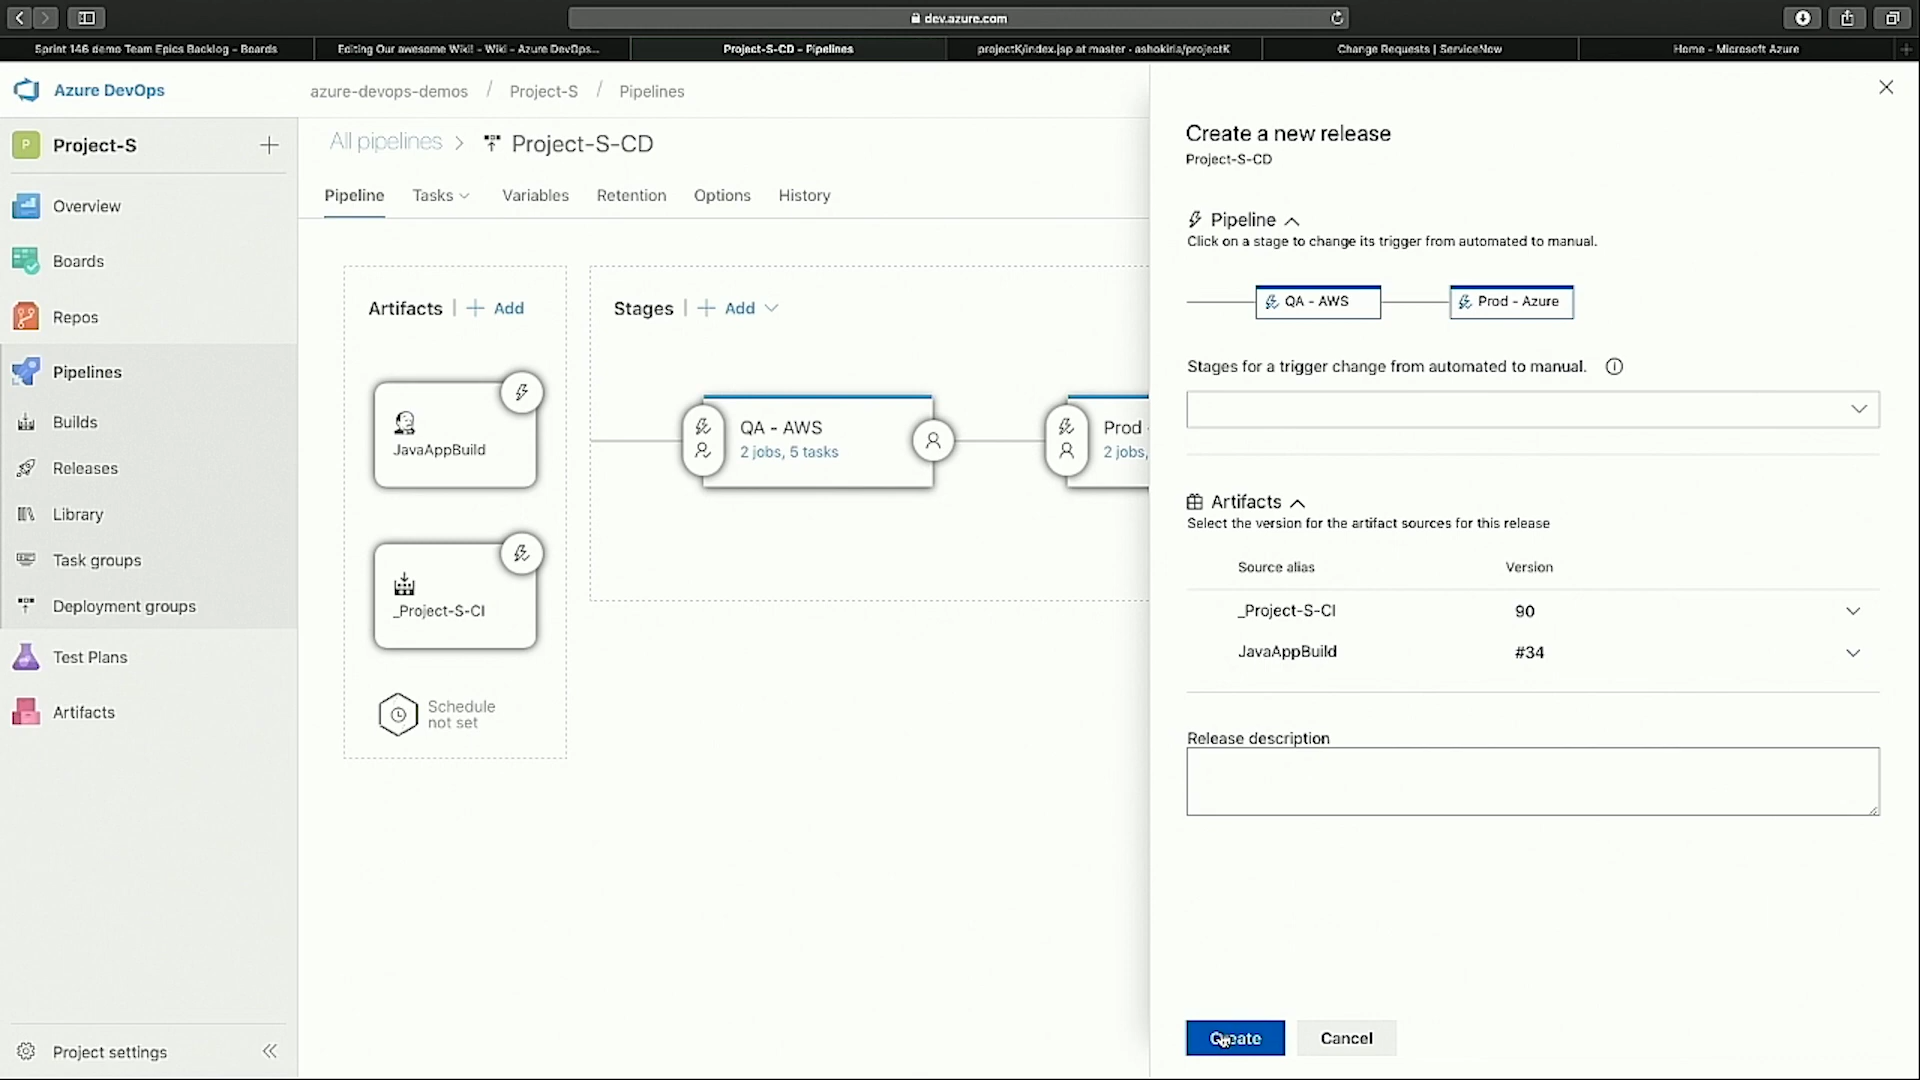 dev.azure.com
Sprint 146 demo Team Epics Backlog - Boards
Editing Our awesome Wiki! - Wiki - Azure DevOps...
Project-S-CD - Pipelines
projectK/index.jsp at master · ashokirla/projectK
Change Requests | ServiceNow
Home - Microsoft Azure
Azure DevOps
azure-devops-demos / Project-S / Pipelines
P
Project-S
All pipelines > Project-S-CD
Pipeline
Tasks
Variables
Retention
Options
History
Overview
Boards
Repos
Pipelines
Builds
Releases
Library
Task groups
Deployment groups
Test Plans
Artifacts
Project settings
Artifacts | + Add
JavaAppBuild
_Project-S-CI
Schedule
not set
Stages | + Add
QA - AWS
2 jobs, 5 tasks
Prod -
2 jobs,
Create a new release
Project-S-CD
Pipeline
Click on a stage to change its trigger from automated to manual.
QA - AWS
Prod - Azure
Stages for a trigger change from automated to manual.
Artifacts
Select the version for the artifact sources for this release
Source alias
Version
_Project-S-CI
90
JavaAppBuild
#34
Release description
Create
Cancel